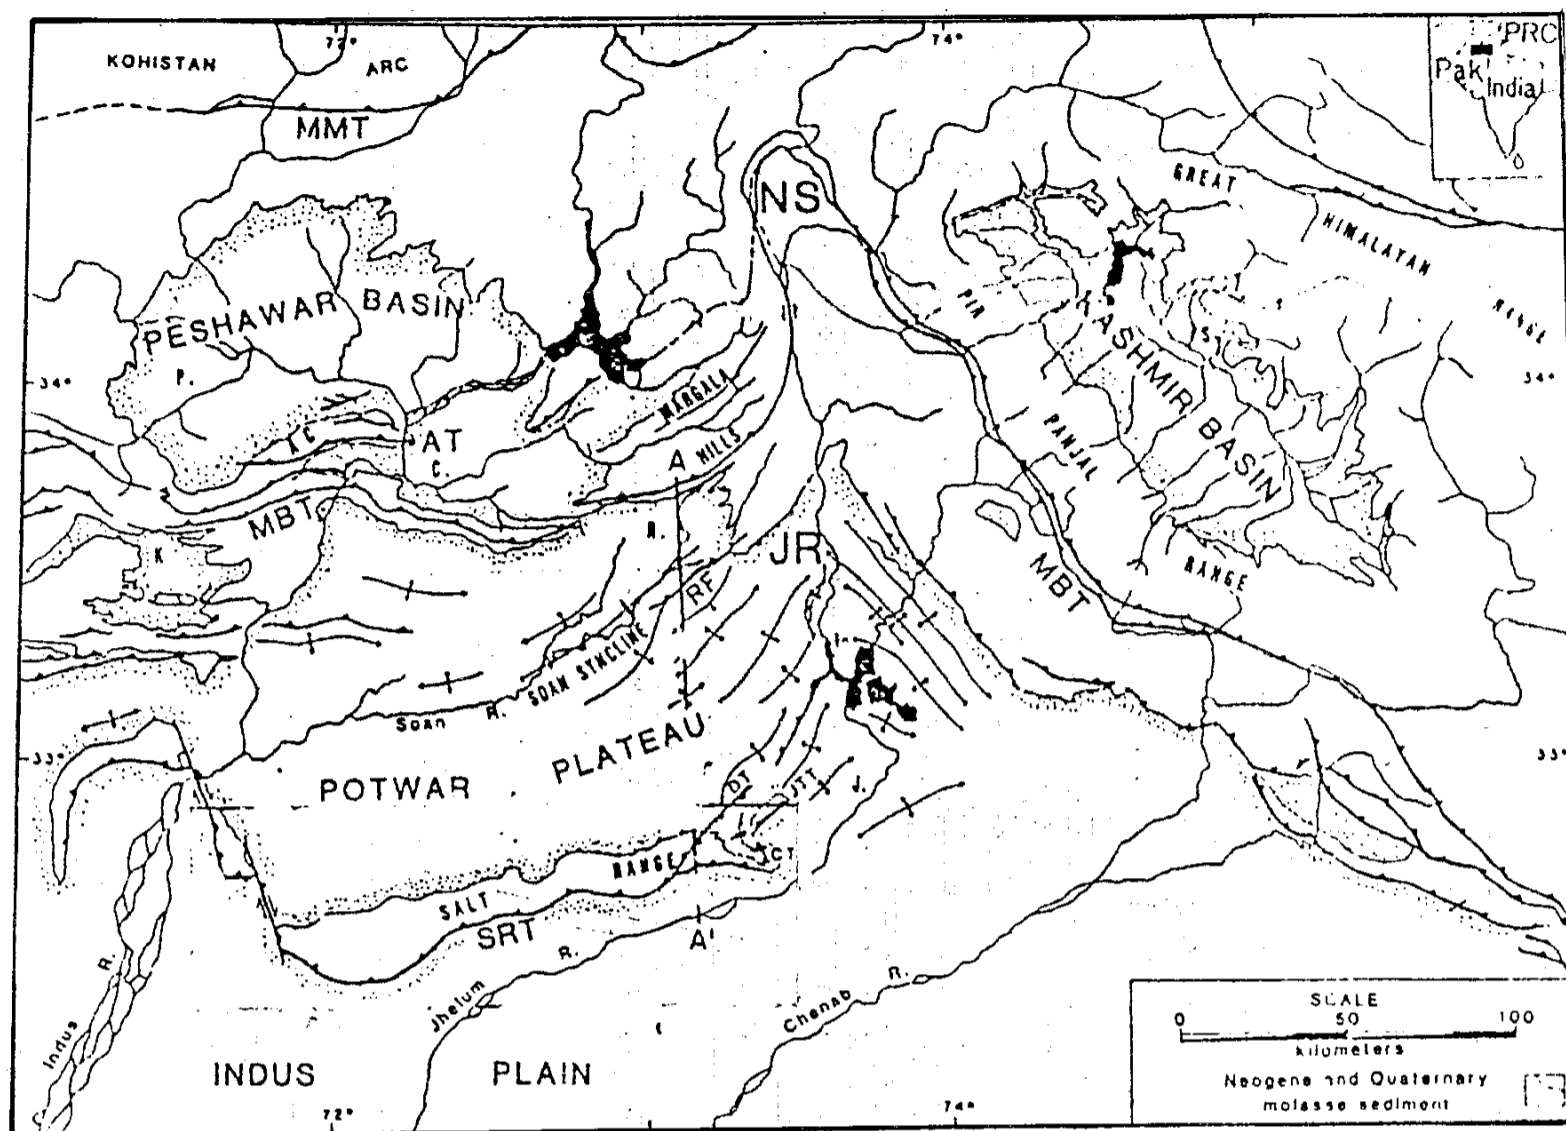 72°
74°
KOHISTAN
ARC
PRC
Pak
India
MMT
NS
GREAT
HIMALAYAN
RANGE
PESHAWAR BASIN
P.
PIR
KASHMIR BASIN
S
34°
34°
MARGALA
HILLS
A C
AT
C.
A
PANJAL
MBT
K
R.
JR
MBT
RANGE
RF
SOAN SYNCLINE
Soan R.
33°
33°
POTWAR PLATEAU
DT
JTT
J.
RANGE
CT
SALT
SRT
A'
R.
Jhelum
R.
Chenab
R.
Indus
INDUS PLAIN
72°
74°
SCALE
0 50 100
kilometers
Neogene and Quaternary
molasse sediment